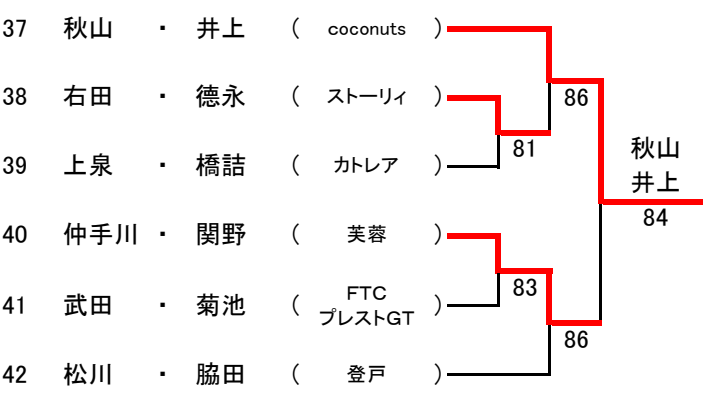 37 秋山 ・ 井上 ( coconuts )
86
38 右田 ・ 德永 ( ストーリィ )
81
39 上泉 ・ 橋詰 ( カトレア )
秋山
井上
84
40 仲手川 ・ 関野 ( 芙蓉 )
83
41 武田 ・ 菊池 ( FTC
プレストGT )
86
42 松川 ・ 脇田 ( 登戸 )